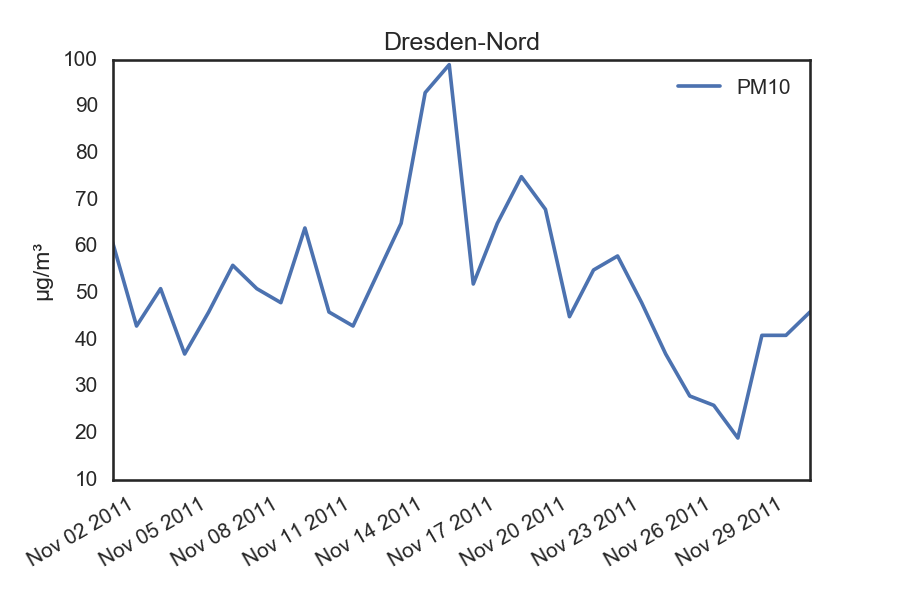 Dresden-Nord
100
90
80
70
60
50
40
30
20
10
µg/m³
PM10
Nov 02 2011
Nov 05 2011
Nov 08 2011
Nov 11 2011
Nov 14 2011
Nov 17 2011
Nov 20 2011
Nov 23 2011
Nov 26 2011
Nov 29 2011